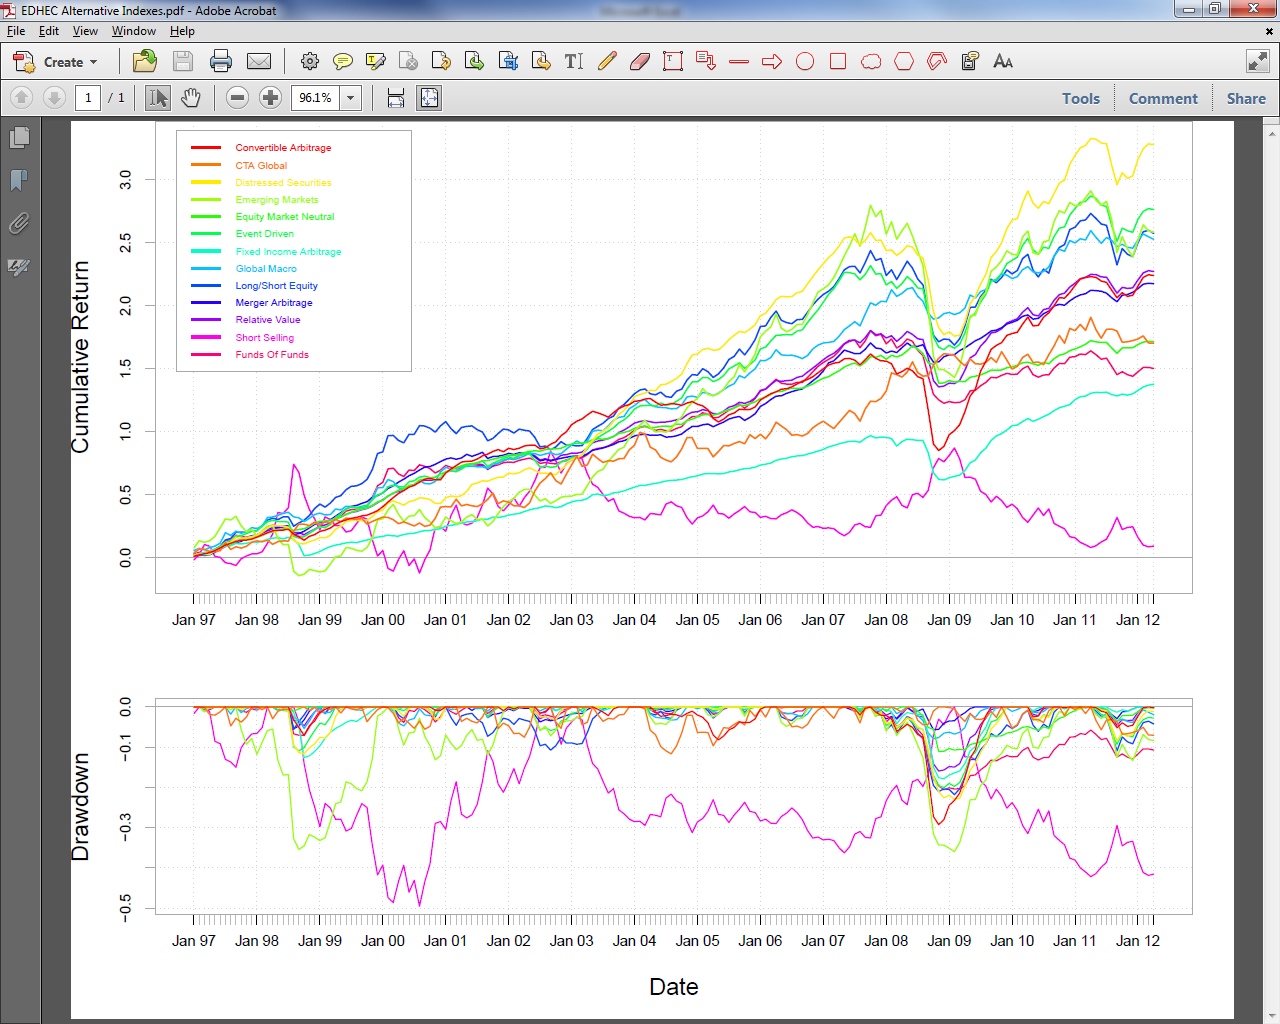 EDHEC Alternative Indexes.pdf - Adobe Acrobat
File Edit View Window Help
Create
1 / 1 96.1% Tools Comment Share
Cumulative Return
3.0
2.5
2.0
1.5
1.0
0.5
0.0
Convertible Arbitrage
CTA Global
Distressed Securities
Emerging Markets
Equity Market Neutral
Event Driven
Fixed Income Arbitrage
Global Macro
Long/Short Equity
Merger Arbitrage
Relative Value
Short Selling
Funds Of Funds
Jan 97 Jan 98 Jan 99 Jan 00 Jan 01 Jan 02 Jan 03 Jan 04 Jan 05 Jan 06 Jan 07 Jan 08 Jan 09 Jan 10 Jan 11 Jan 12
Drawdown
0.0
−0.1
−0.3
−0.5
Jan 97 Jan 98 Jan 99 Jan 00 Jan 01 Jan 02 Jan 03 Jan 04 Jan 05 Jan 06 Jan 07 Jan 08 Jan 09 Jan 10 Jan 11 Jan 12
Date